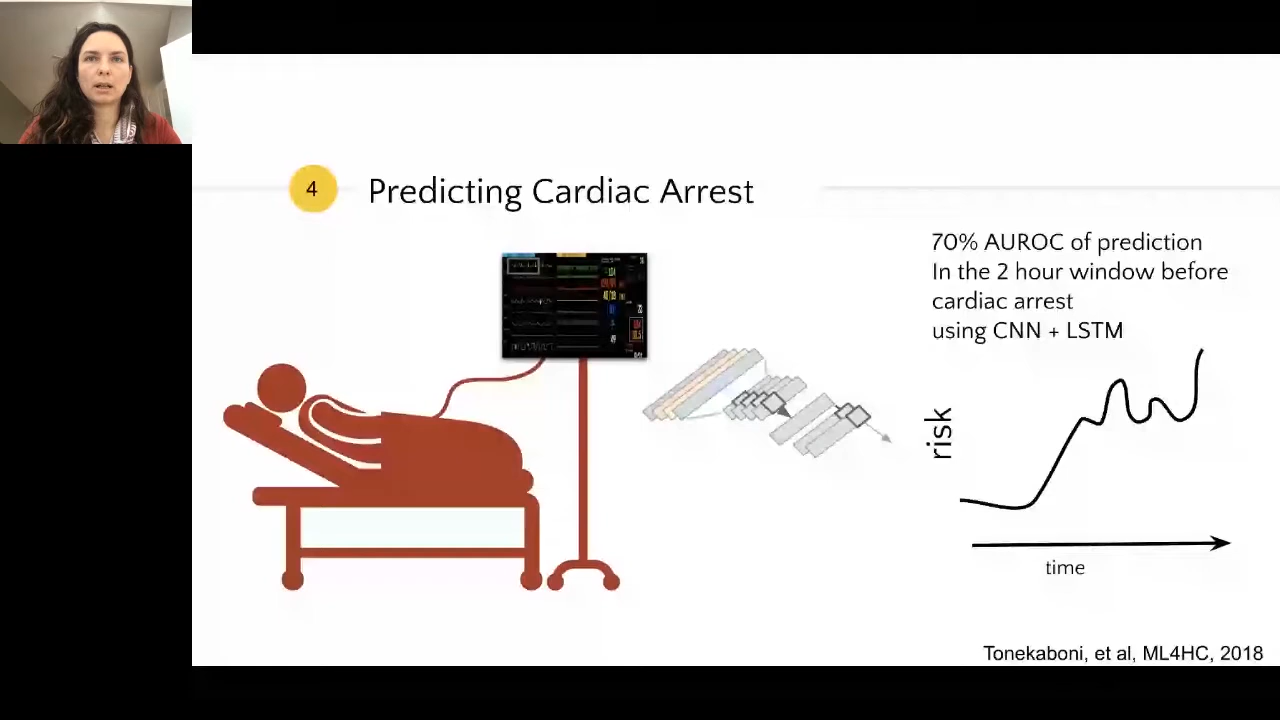 4
Predicting Cardiac Arrest
70% AUROC of prediction
In the 2 hour window before
cardiac arrest
using CNN + LSTM
risk
time
Tonekaboni, et al, ML4HC, 2018